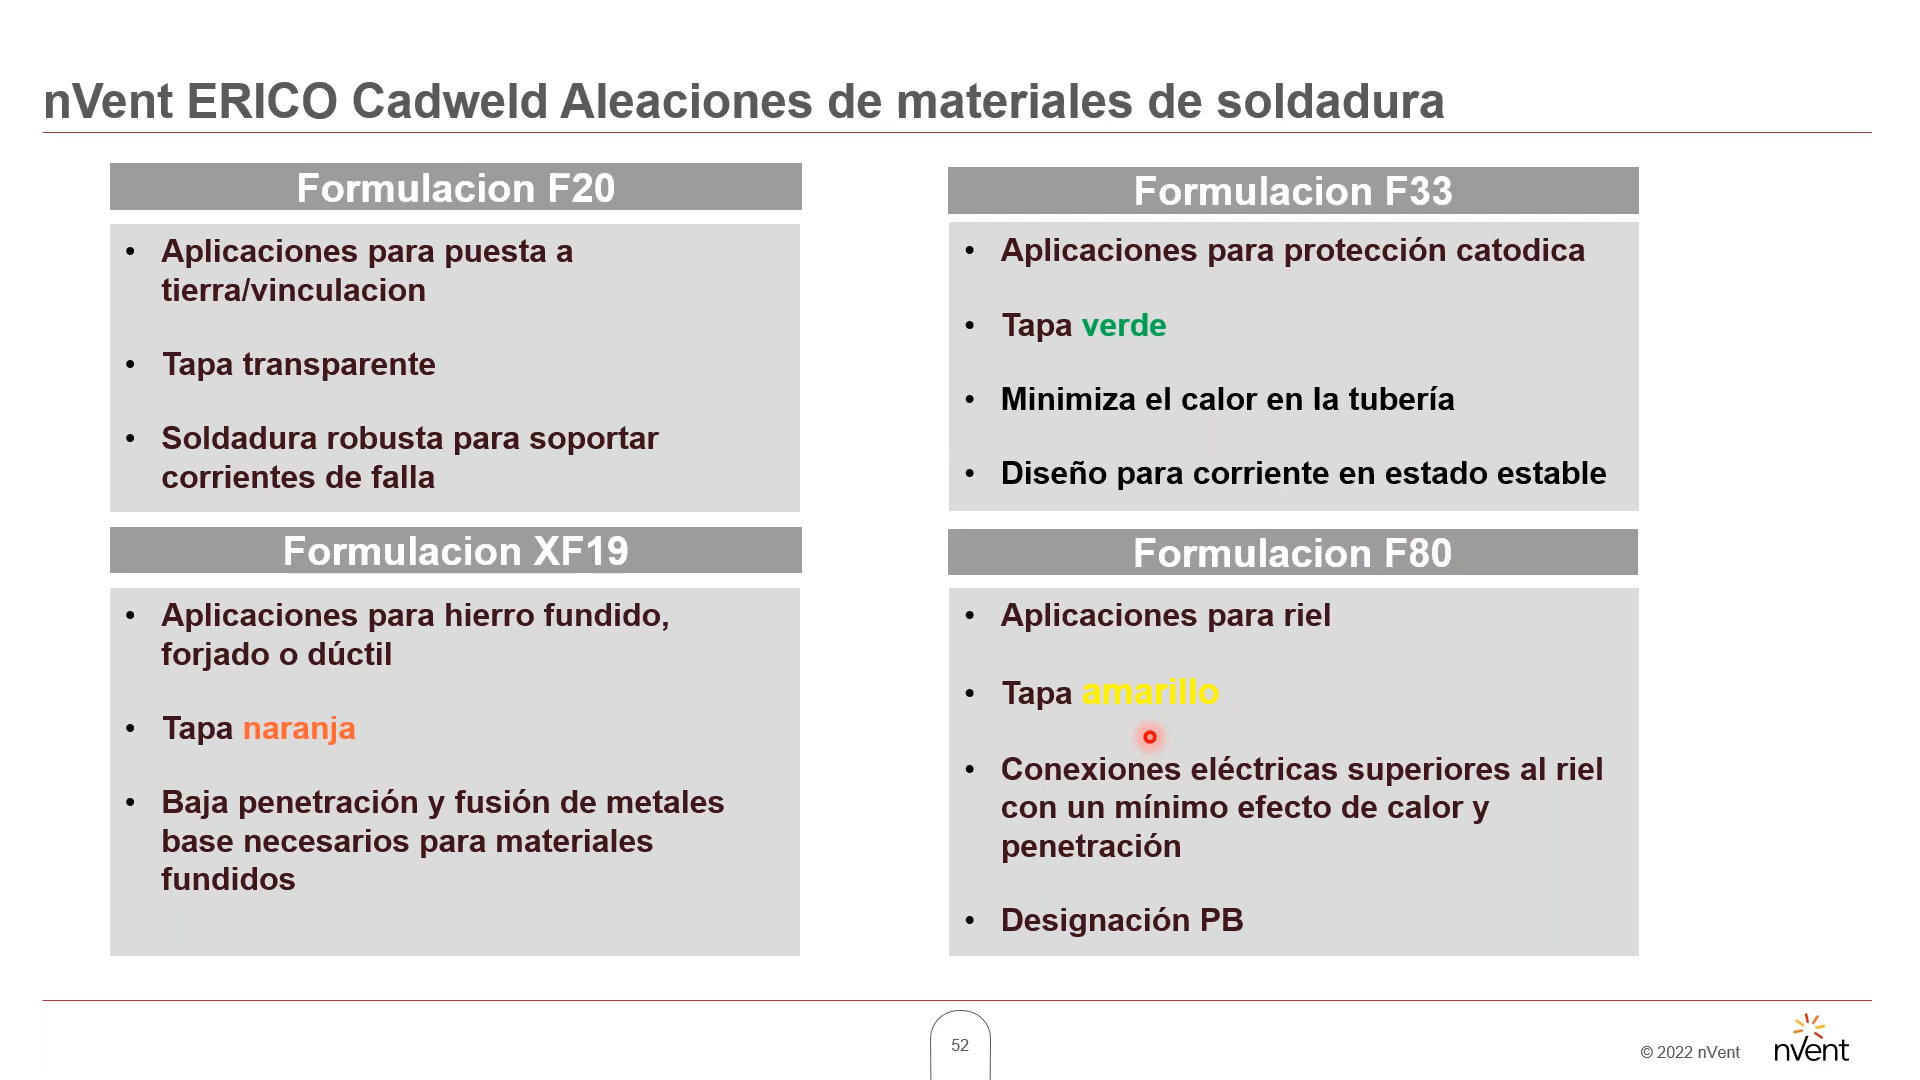 nVent ERICO Cadweld Aleaciones de materiales de soldadura
Formulacion F20
• Aplicaciones para puesta a
tierra/vinculacion
• Tapa transparente
• Soldadura robusta para soportar
corrientes de falla
Formulacion F33
• Aplicaciones para protección catodica
• Tapa verde
• Minimiza el calor en la tubería
• Diseño para corriente en estado estable
Formulacion XF19
• Aplicaciones para hierro fundido,
forjado o dúctil
• Tapa naranja
• Baja penetración y fusión de metales
base necesarios para materiales
fundidos
Formulacion F80
• Aplicaciones para riel
• Tapa amarillo
• Conexiones eléctricas superiores al riel
con un mínimo efecto de calor y
penetración
• Designación PB
52
© 2022 nVent
nVent